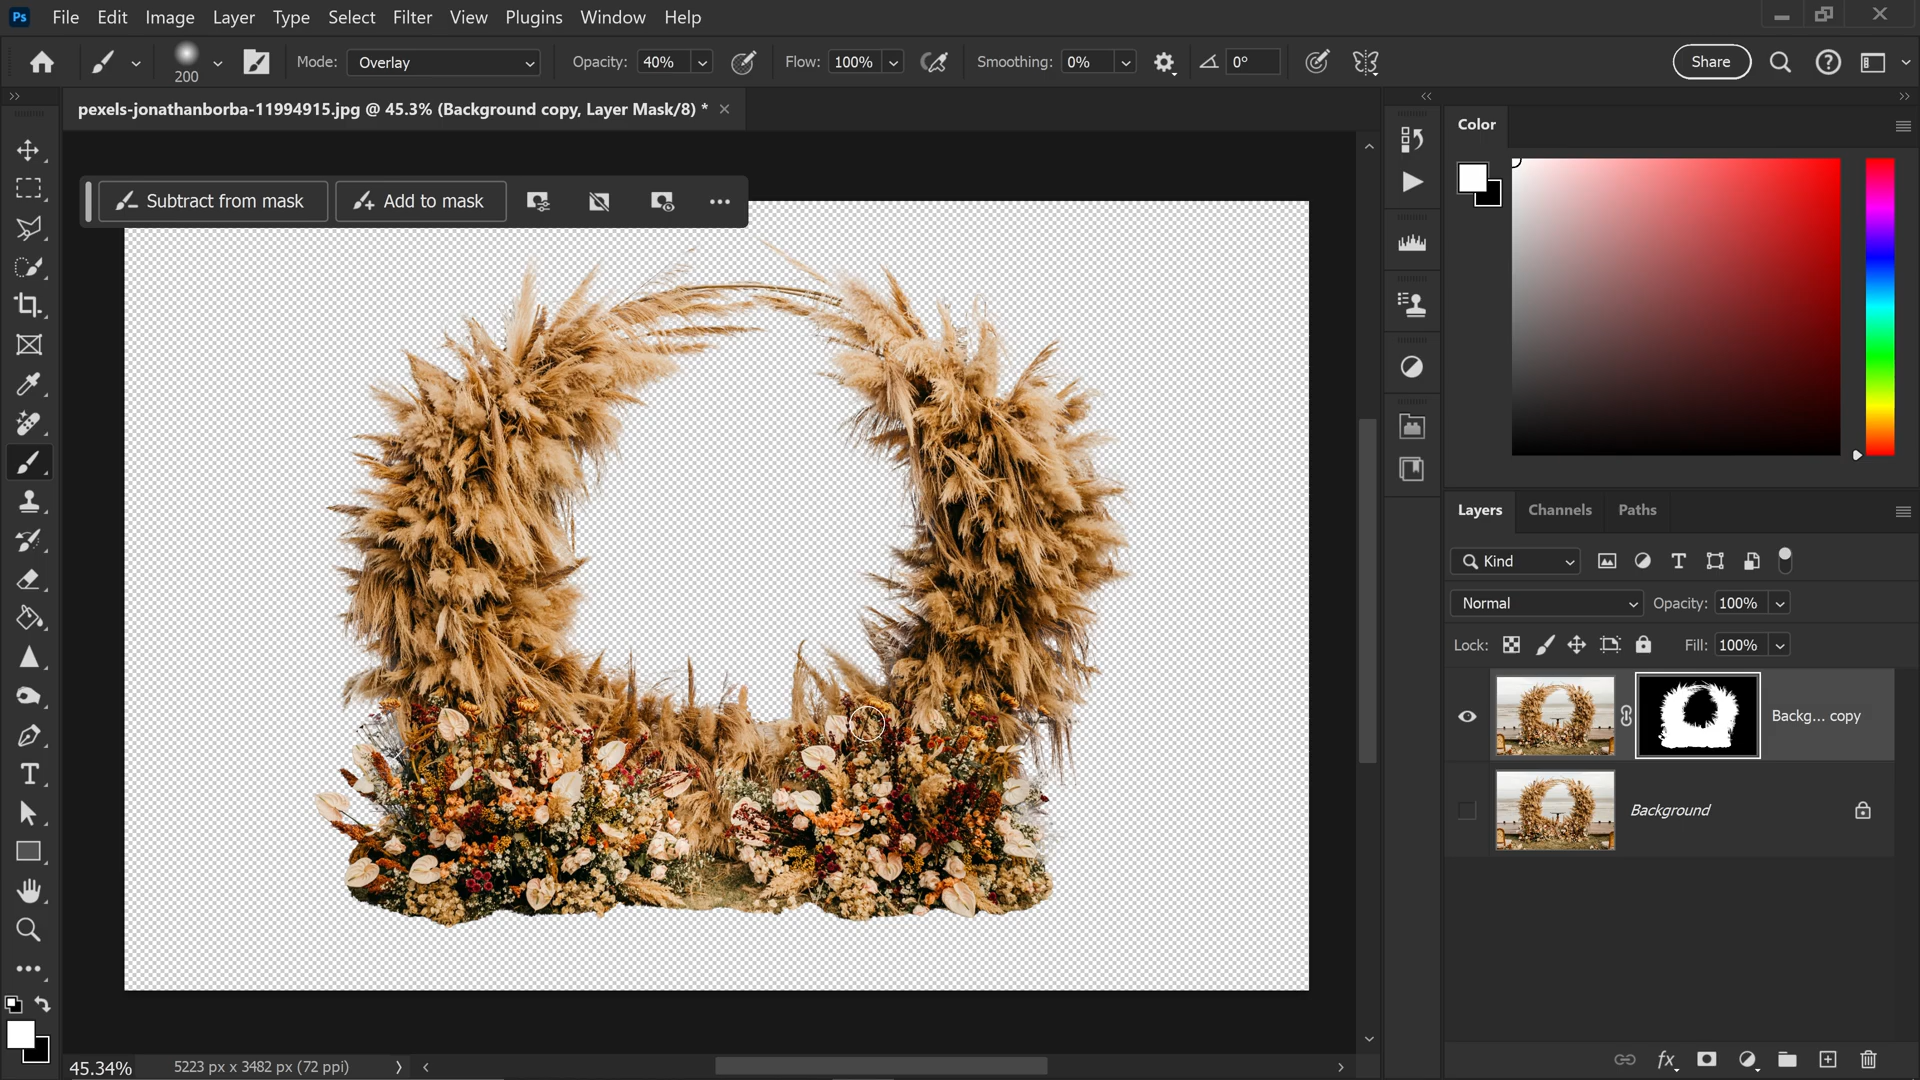 Ps File Edit Image Layer Type Select Filter View Plugins Window Help
200 Mode: Overlay Opacity: 40% Flow: 100% Smoothing: 0% 0° Share
pexels-jonathanborba-11994915.jpg @ 45.3% (Background copy, Layer Mask/8) *
Color
Subtract from mask Add to mask
Layers Channels Paths
Kind
Normal Opacity: 100%
Lock: Fill: 100%
Backg... copy
Background
45.34% 5223 px x 3482 px (72 ppi)
fx